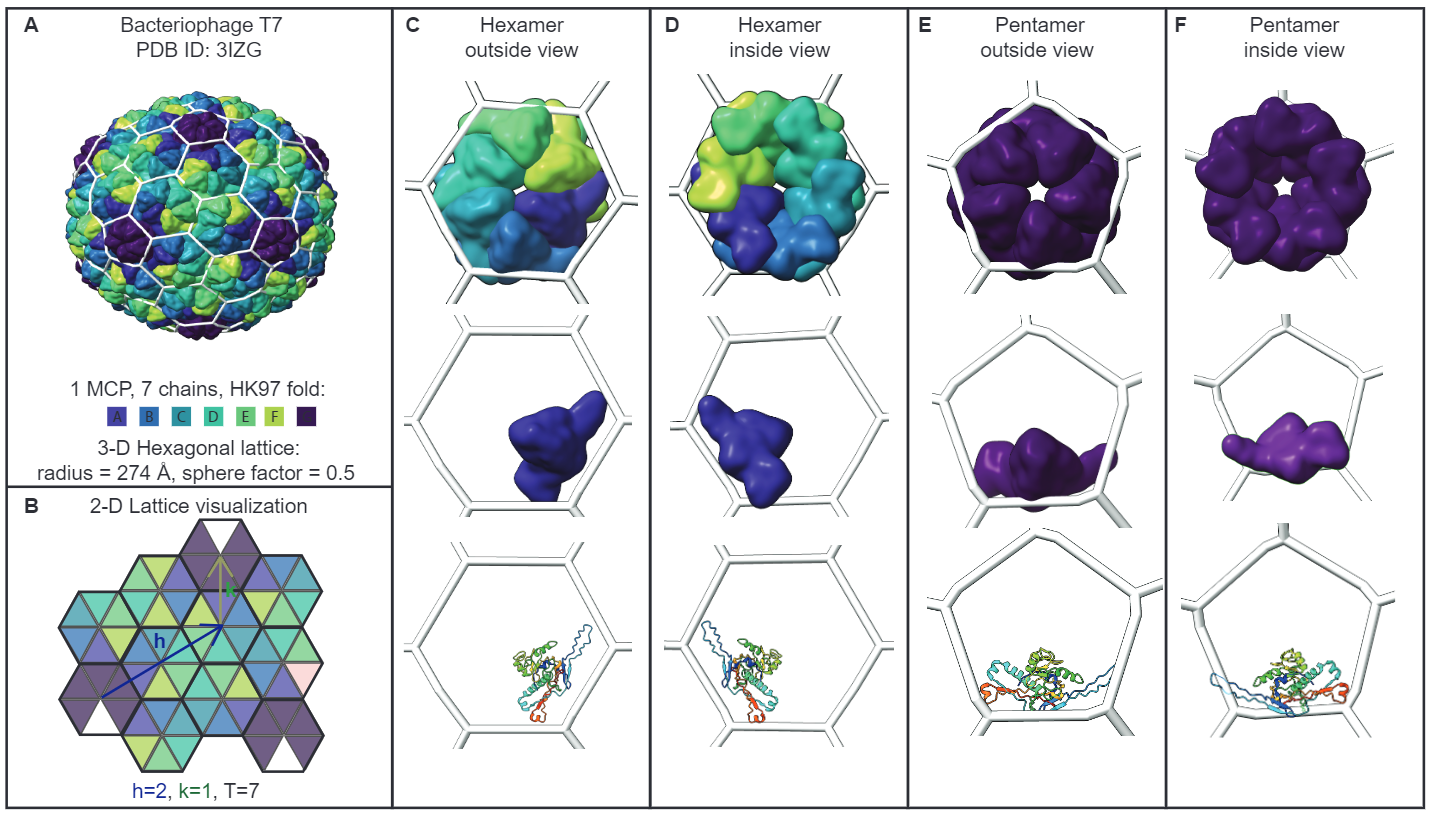 A
Bacteriophage T7
PDB ID: 3IZG
1 MCP, 7 chains, HK97 fold:
A B C D E F
3-D Hexagonal lattice:
radius = 274 Å, sphere factor = 0.5
B
2-D Lattice visualization
k
h
h=2, k=1, T=7
C
Hexamer
outside view
D
Hexamer
inside view
E
Pentamer
outside view
F
Pentamer
inside view